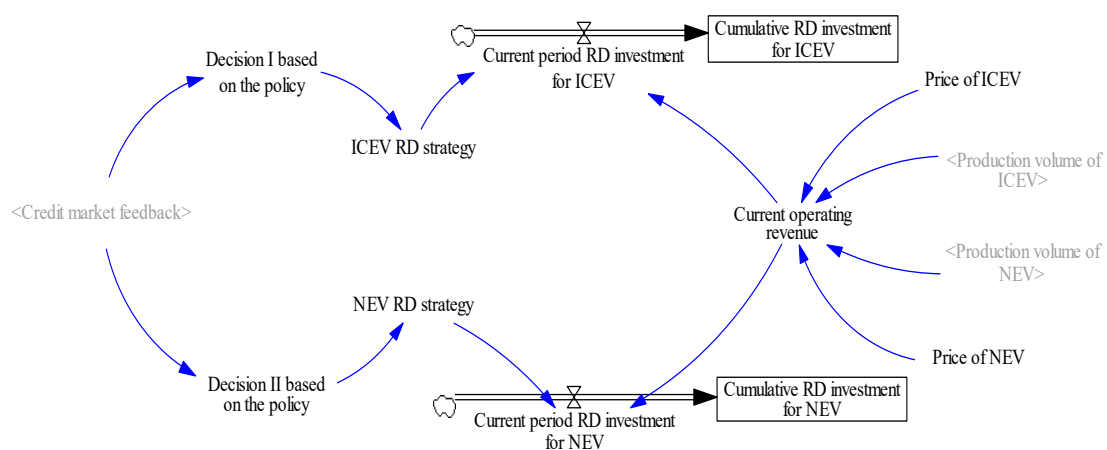 Cumulative RD investment
for ICEV
Current period RD investment
for ICEV
Decision I based
on the policy
Price of ICEV
ICEV RD strategy
<Production volume of
ICEV>
<Credit market feedback>
Current operating
revenue
<Production volume of
NEV>
NEV RD strategy
Price of NEV
Decision II based
on the policy
Cumulative RD investment
for NEV
Current period RD investment
for NEV